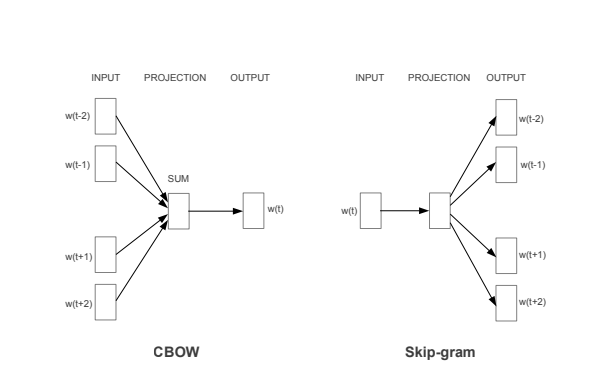 INPUT PROJECTION OUTPUT
w(t-2)
w(t-1)
SUM
w(t)
w(t+1)
w(t+2)
CBOW
INPUT PROJECTION OUTPUT
w(t-2)
w(t-1)
w(t)
w(t+1)
w(t+2)
Skip-gram